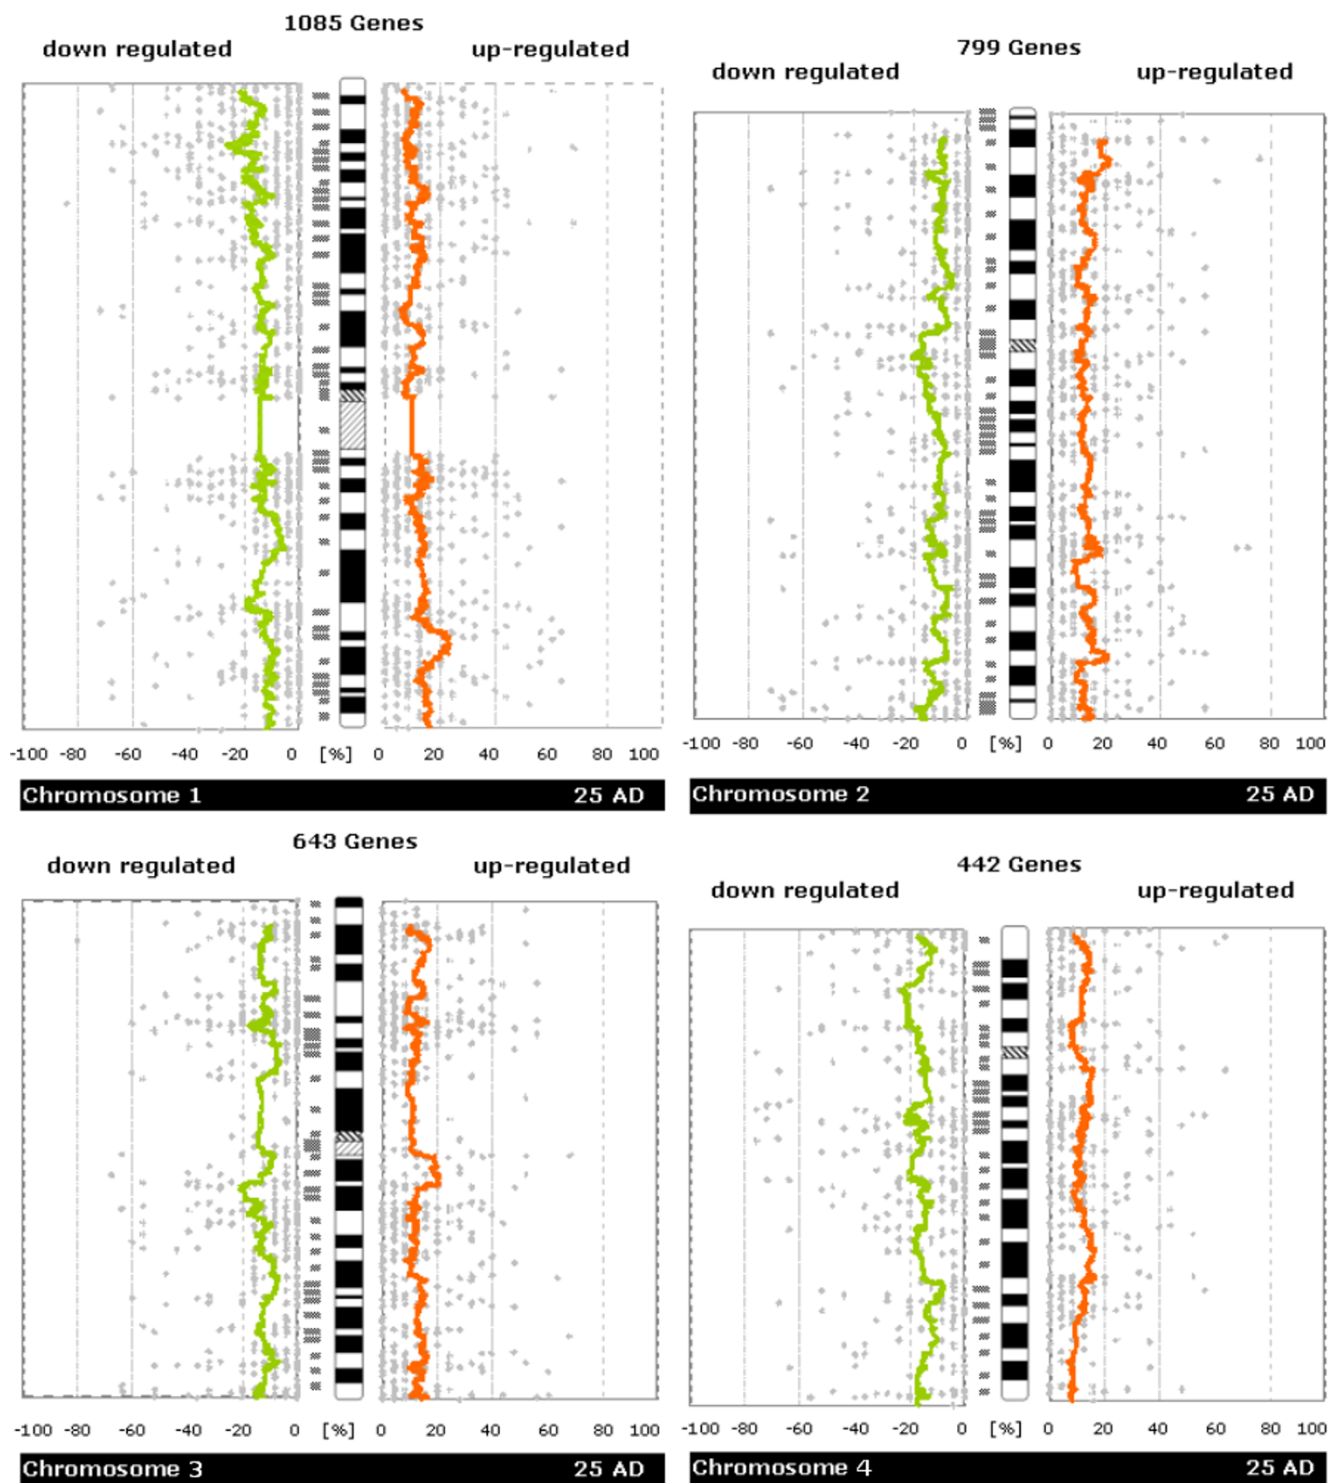 1085 Genes
down regulated up-regulated
-100 -80 -60 -40 -20 0 [%] 0 20 40 60 80 100
Chromosome 1 25 AD
799 Genes
down regulated up-regulated
-100 -80 -60 -40 -20 0 [%] 0 20 40 60 80 100
Chromosome 2 25 AD
643 Genes
down regulated up-regulated
-100 -80 -60 -40 -20 0 [%] 0 20 40 60 80 100
Chromosome 3 25 AD
442 Genes
down regulated up-regulated
-100 -80 -60 -40 -20 0 [%] 0 20 40 60 80 100
Chromosome 4 25 AD